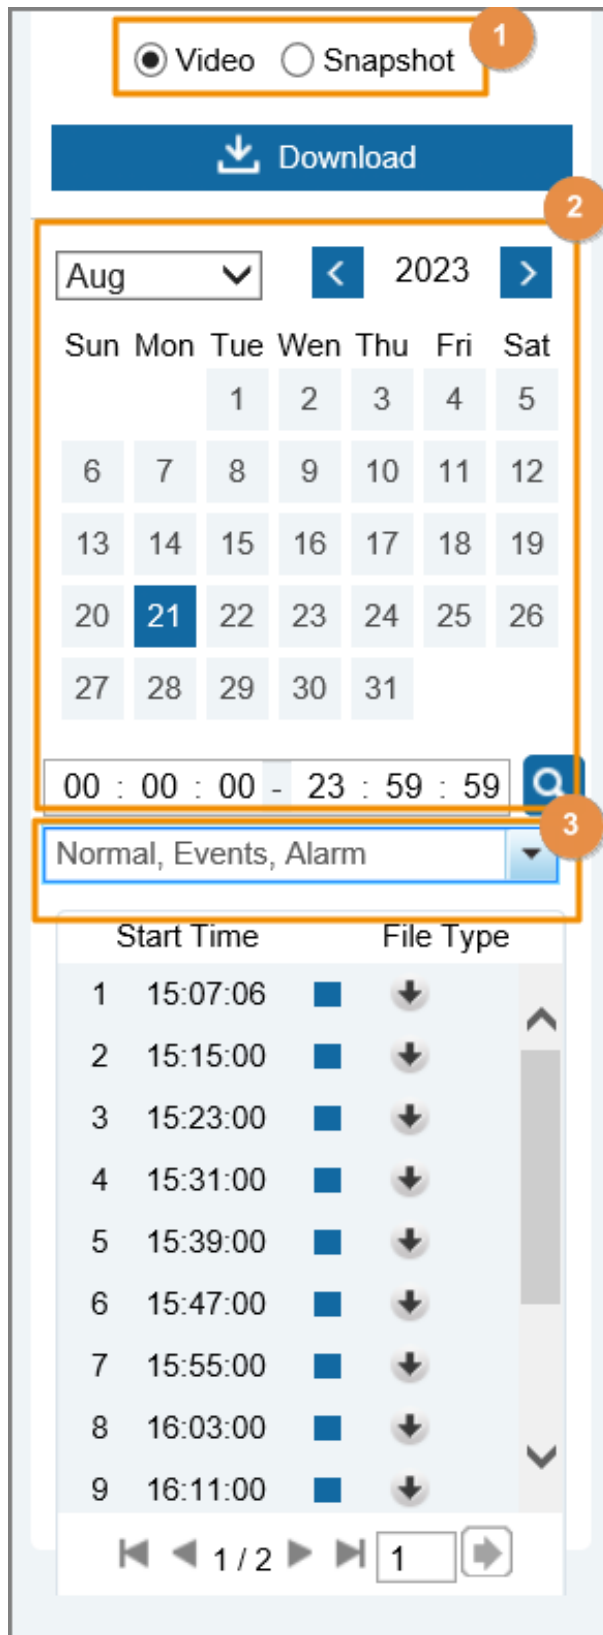 1
Video Snapshot
Download
2
Aug 2023
Sun Mon Tue Wen Thu Fri Sat
1 2 3 4 5
6 7 8 9 10 11 12
13 14 15 16 17 18 19
20 21 22 23 24 25 26
27 28 29 30 31
00 : 00 : 00 - 23 : 59 : 59
3
Normal, Events, Alarm
Start Time File Type
1 15:07:06
2 15:15:00
3 15:23:00
4 15:31:00
5 15:39:00
6 15:47:00
7 15:55:00
8 16:03:00
9 16:11:00
1 / 2 1